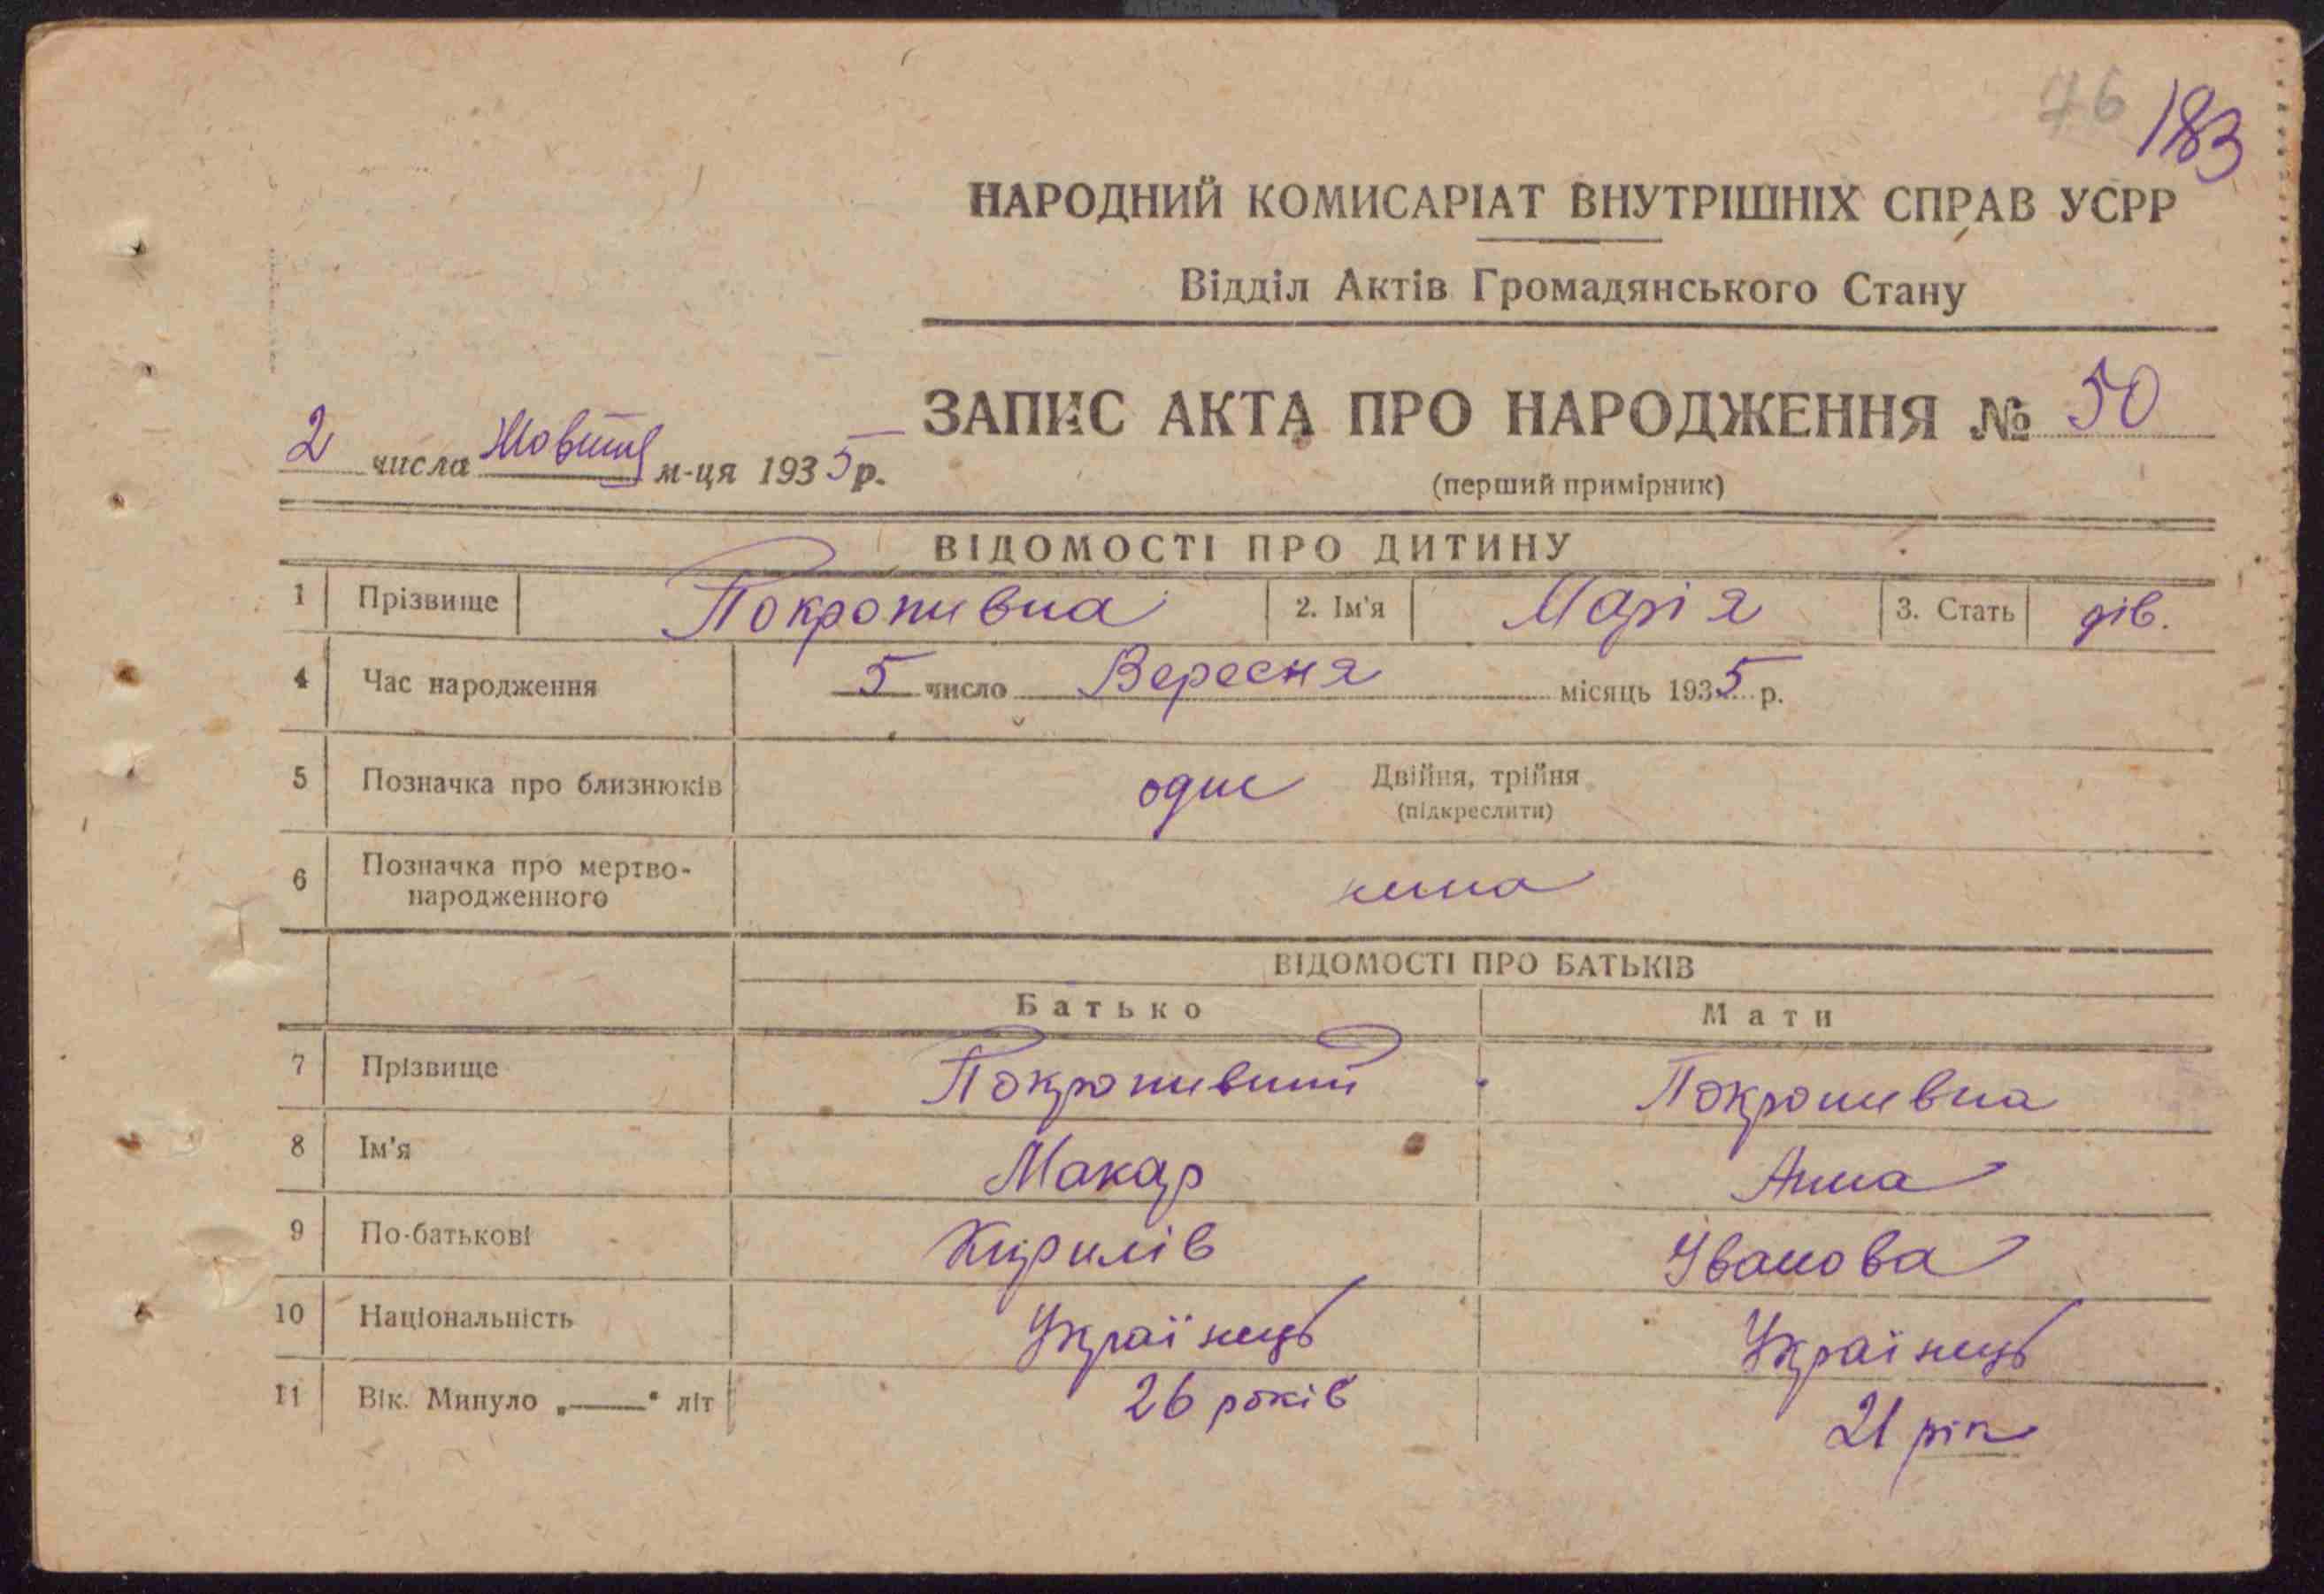 76 183
НАРОДНИЙ КОМИСАРІАТ ВНУТРІШНІХ СПРАВ УСРР
Відділ Актів Громадянського Стану
ЗАПИС АКТА ПРО НАРОДЖЕННЯ № 50
2 числа Жовтня м-ця 1935 р.
(перший примірник)
ВІДОМОСТІ ПРО ДИТИНУ
1 Прізвище Покропивна 2. Ім'я Марія 3. Стать дів.
4 Час народження 5 число Вересня місяць 1935 р.
5 Позначка про близнюків один Двійня, трійня
(підкреслити)
6 Позначка про мертво-
народженного нима
ВІДОМОСТІ ПРО БАТЬКІВ
Батько Мати
7 Прізвище Покропивний Покропивна
8 Ім'я Макар Анна
9 По-батькові Кирилів Іванова
10 Національність Українець Українець
11 Вік. Минуло „——“ літ 26 років 21 рік